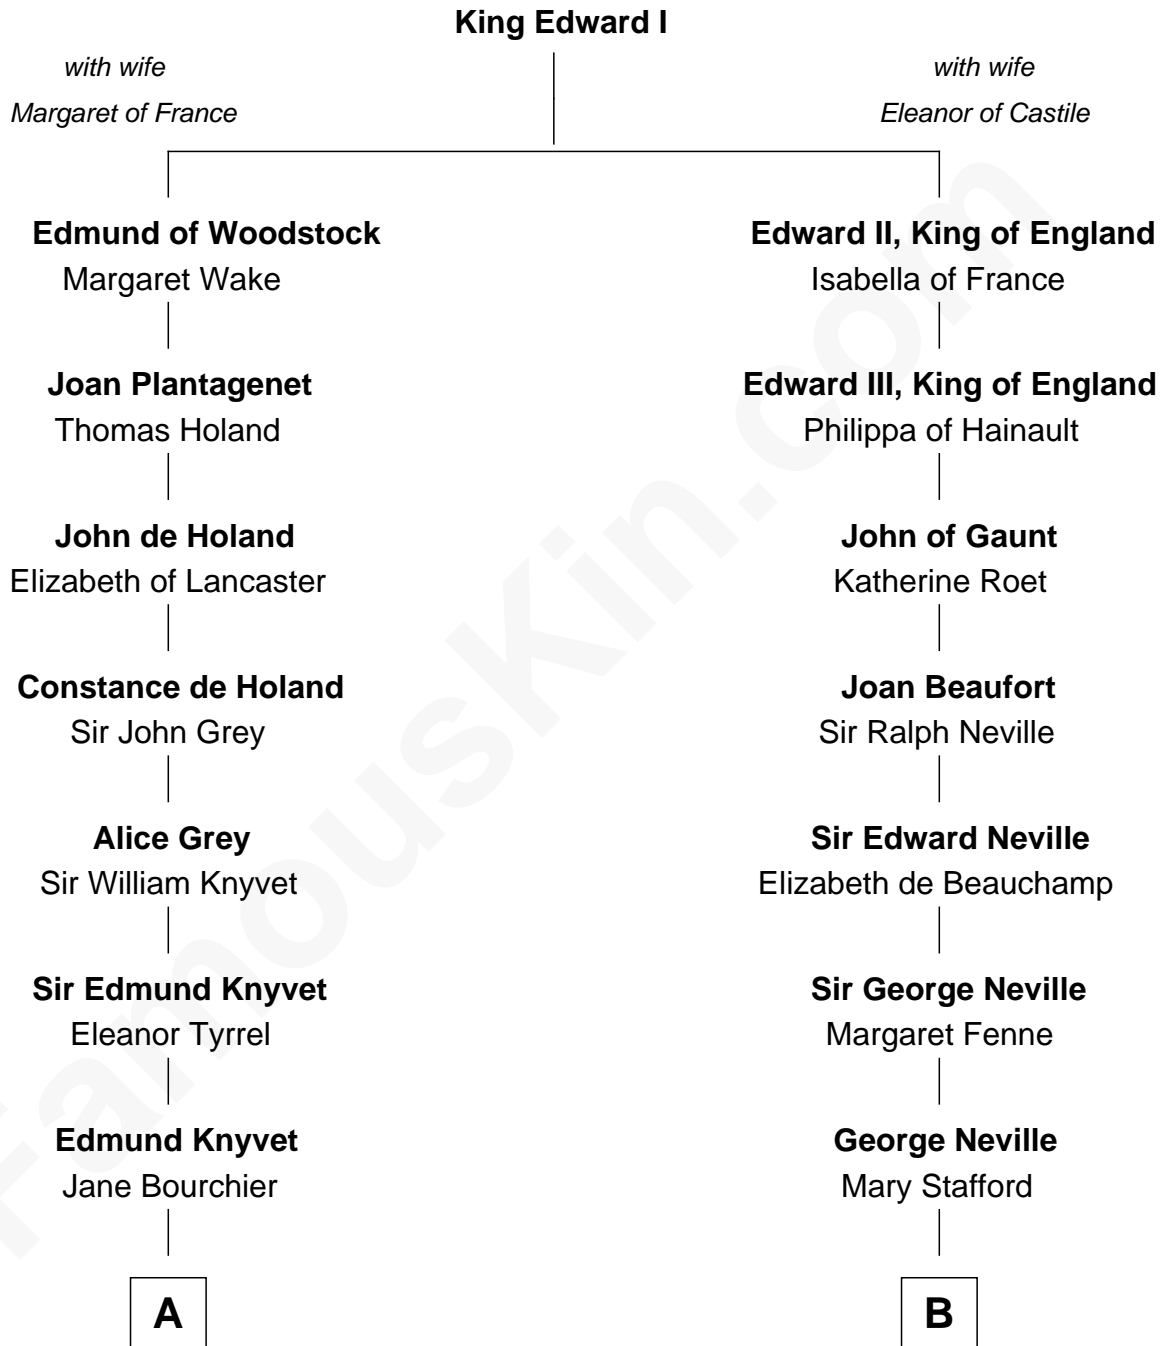 King Edward I
with wife
Margaret of France
with wife
Eleanor of Castile
Edmund of Woodstock
Margaret Wake
Edward II, King of England
Isabella of France
Joan Plantagenet
Thomas Holand
Edward III, King of England
Philippa of Hainault
John de Holand
Elizabeth of Lancaster
John of Gaunt
Katherine Roet
Constance de Holand
Sir John Grey
Joan Beaufort
Sir Ralph Neville
Alice Grey
Sir William Knyvet
Sir Edward Neville
Elizabeth de Beauchamp
Sir Edmund Knyvet
Eleanor Tyrrel
Sir George Neville
Margaret Fenne
Edmund Knyvet
Jane Bourchier
George Neville
Mary Stafford
A
B
FamousKin.com